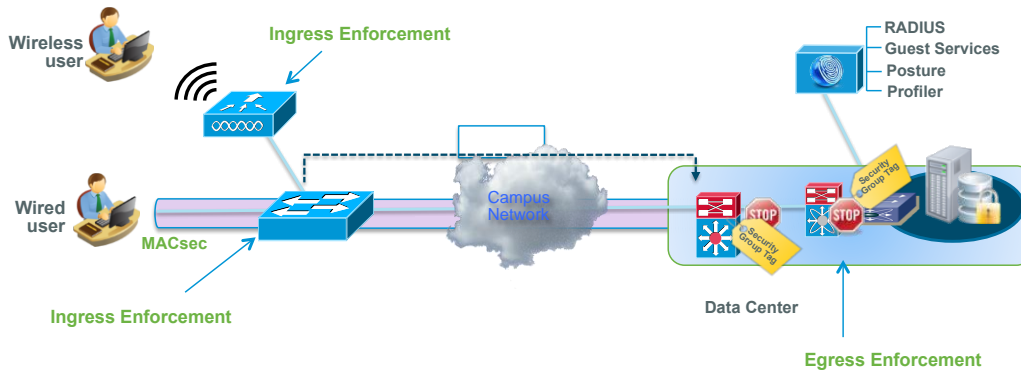 Wireless
user
Ingress Enforcement
RADIUS
Guest Services
Posture
Profiler
Wired
user
MACsec
Campus
Network
STOP
Security
Group Tag
STOP
Security
Group Tag
Ingress Enforcement
Data Center
Egress Enforcement